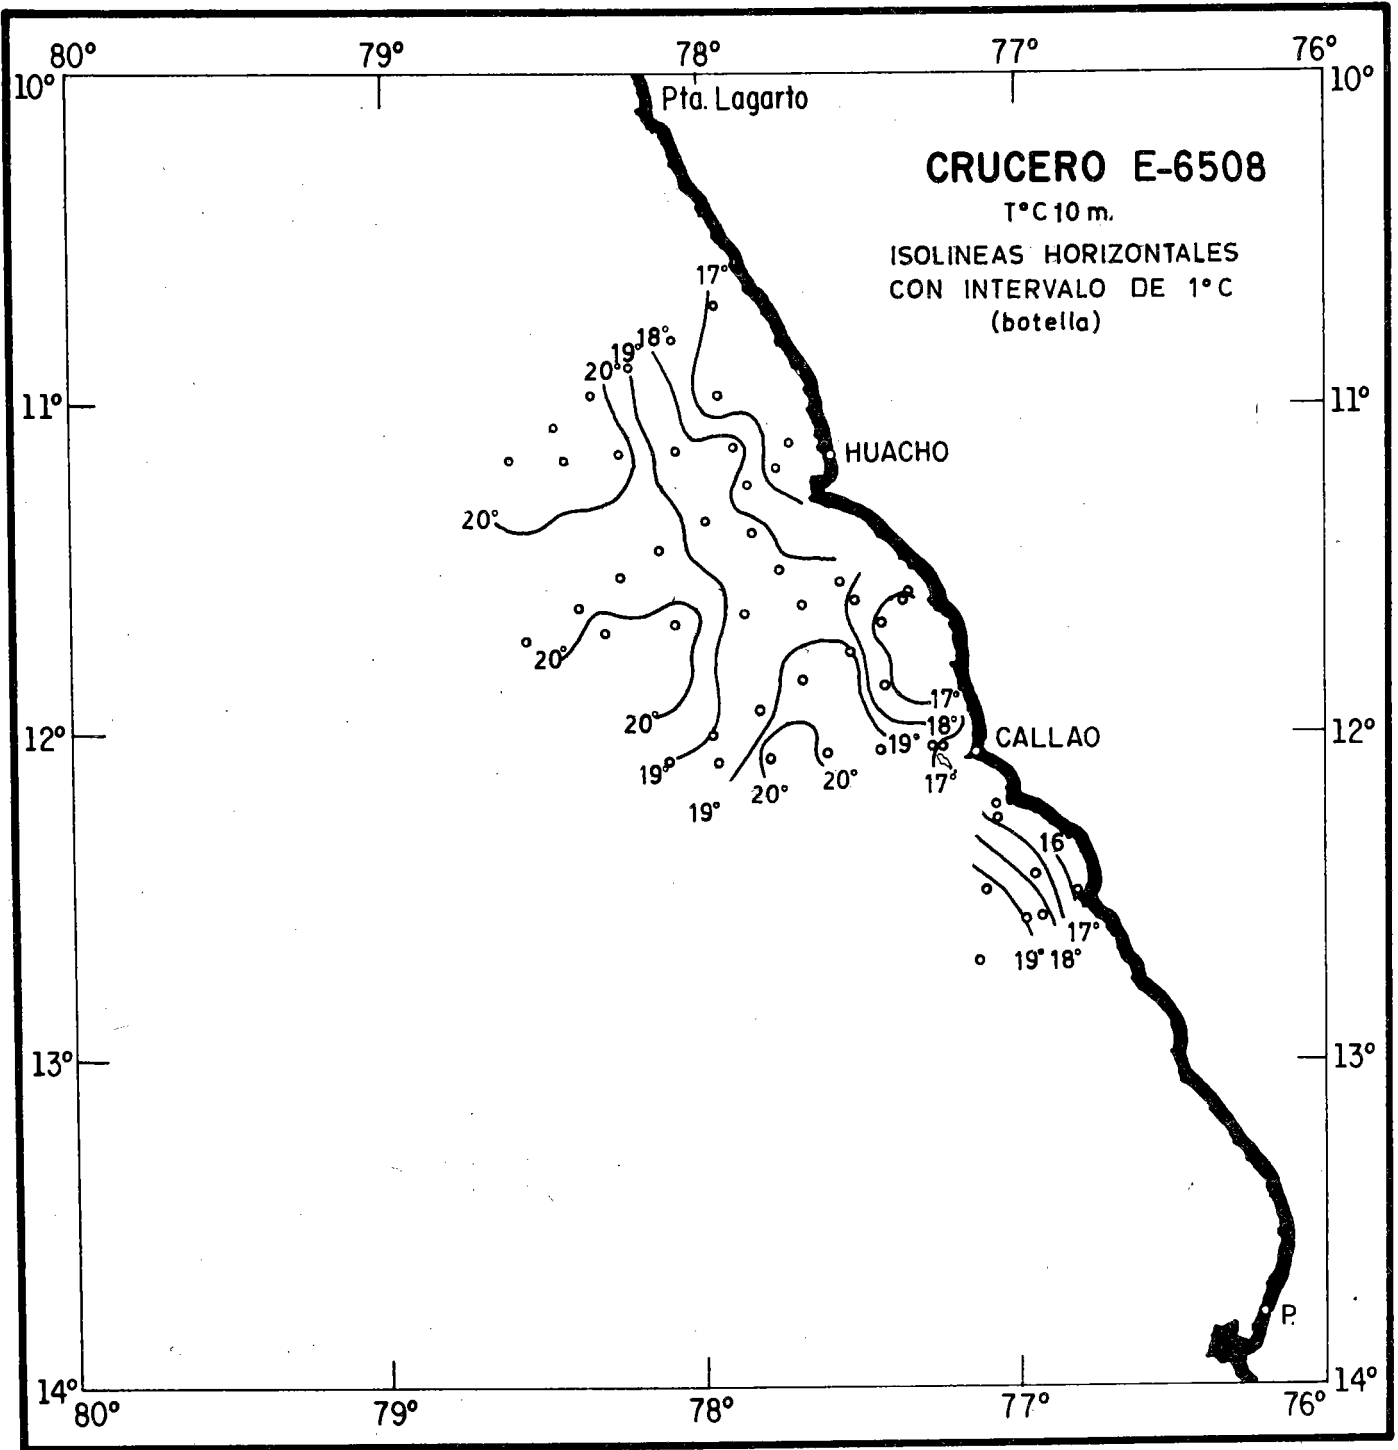 80° 79° 78° 77° 76°
10° 10°
Pta. Lagarto
CRUCERO E-6508
T°C 10 m.
ISOLINEAS HORIZONTALES
CON INTERVALO DE 1°C
(botella)
17°
18°
19°
20°
11° 11°
HUACHO
20°
20°
17°
20°
18°
12° 12°
19°
CALLAO
19°
20°
17°
20°
19°
16
17°
19° 18°
13° 13°
P.
14° 14°
80° 79° 78° 77° 76°